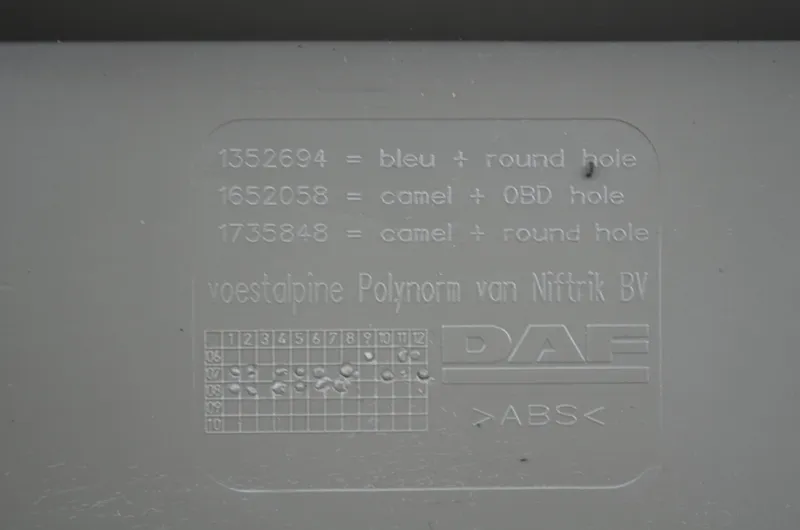 1352694 = bleu + round hole
1652058 = camel + OBD hole
1735848 = camel + round hole
voestalpine Polynorm van Niftrik BV
1 2 3 4 5 6 7 8 9 10 11 12
06
07
08
09
10
DAF
>ABS<